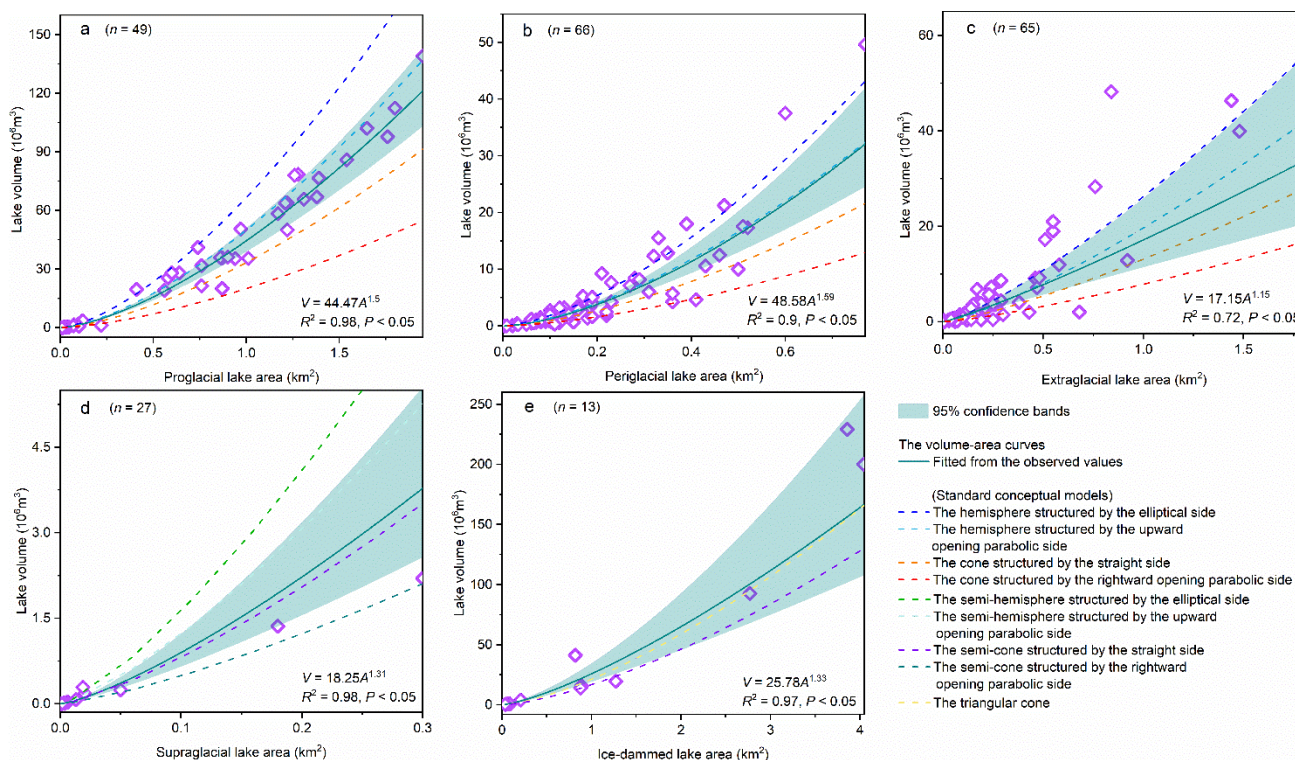 a (n = 49)
150
120
90
60
30
0
Lake volume (10⁶m³)
V = 44.47A^1.5
R² = 0.98, P < 0.05
0.0 0.5 1.0 1.5
Proglacial lake area (km²)
b (n = 66)
50
40
30
20
10
0
Lake volume (10⁶m³)
V = 48.58A^1.59
R² = 0.9, P < 0.05
0.0 0.2 0.4 0.6
Periglacial lake area (km²)
c (n = 65)
60
40
20
0
Lake volume (10⁶m³)
V = 17.15A^1.15
R² = 0.72, P < 0.05
0.0 0.5 1.0 1.5
Extraglacial lake area (km²)
d (n = 27)
4.5
3.0
1.5
0.0
Lake volume (10⁶m³)
V = 18.25A^1.31
R² = 0.98, P < 0.05
0.0 0.1 0.2 0.3
Supraglacial lake area (km²)
e (n = 13)
250
200
150
100
50
0
Lake volume (10⁶m³)
V = 25.78A^1.33
R² = 0.97, P < 0.05
0 1 2 3 4
Ice-dammed lake area (km²)
95% confidence bands
The volume-area curves
Fitted from the observed values
(Standard conceptual models)
The hemisphere structured by the elliptical side
The hemisphere structured by the upward
opening parabolic side
The cone structured by the straight side
The cone structured by the rightward opening parabolic side
The semi-hemisphere structured by the elliptical side
The semi-hemisphere structured by the upward
opening parabolic side
The semi-cone structured by the straight side
The semi-cone structured by the rightward
opening parabolic side
The triangular cone